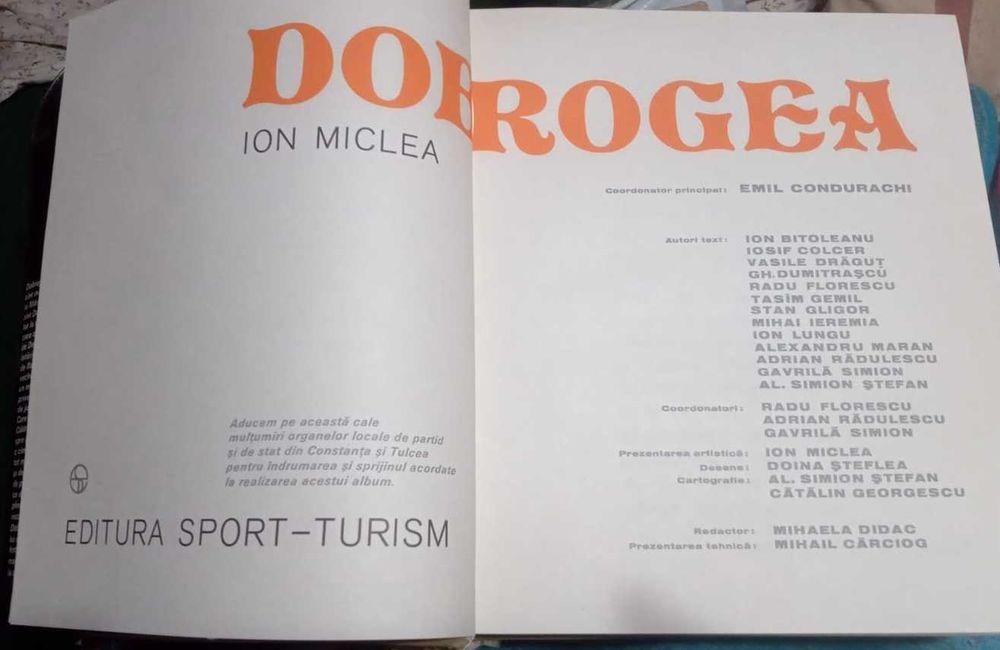 DOBROGEA
ION MICLEA
Aducem pe această cale
mulțumiri organelor locale de partid
și de stat din Constanța și Tulcea
pentru îndrumarea și sprijinul acordate
la realizarea acestui album.
EDITURA SPORT–TURISM
Coordonator principal: EMIL CONDURACHI
Autori text: ION BITOLEANU
IOSIF COLCER
VASILE DRĂGUȚ
GH. DUMITRAȘCU
RADU FLORESCU
TASÎM GEMIL
STAN GLIGOR
MIHAI IEREMIA
ION LUNGU
ALEXANDRU MARAN
ADRIAN RĂDULESCU
GAVRILĂ SIMION
AL. SIMION ȘTEFAN
Coordonatori: RADU FLORESCU
ADRIAN RĂDULESCU
GAVRILĂ SIMION
Prezentarea artistică: ION MICLEA
Desene: DOINA ȘTEFLEA
Cartografie: AL. SIMION ȘTEFAN
CĂTĂLIN GEORGESCU
Redactor: MIHAELA DIDAC
Prezentarea tehnică: MIHAIL CĂRCIOG